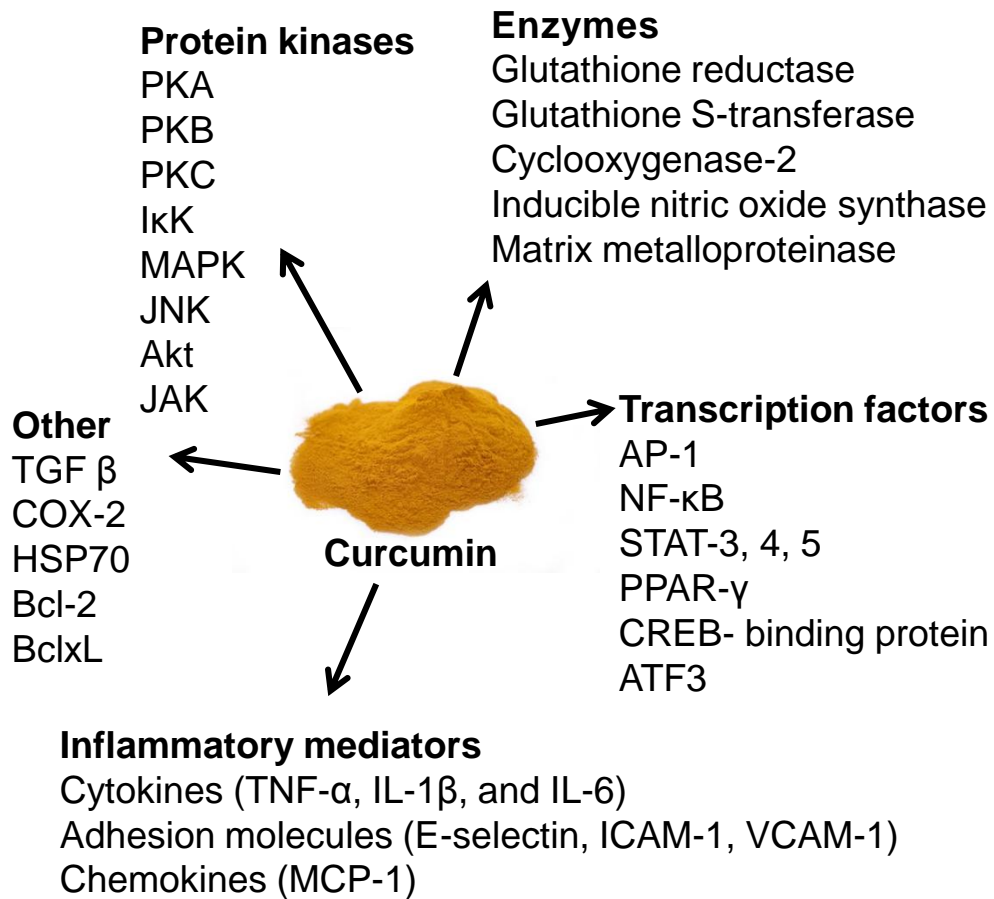 Protein kinases
PKA
PKB
PKC
IκK
MAPK
JNK
Akt
JAK
Enzymes
Glutathione reductase
Glutathione S-transferase
Cyclooxygenase-2
Inducible nitric oxide synthase
Matrix metalloproteinase
Other
TGF β
COX-2
HSP70
Bcl-2
BclxL
Curcumin
Transcription factors
AP-1
NF-κB
STAT-3, 4, 5
PPAR-γ
CREB- binding protein
ATF3
Inflammatory mediators
Cytokines (TNF-α, IL-1β, and IL-6)
Adhesion molecules (E-selectin, ICAM-1, VCAM-1)
Chemokines (MCP-1)